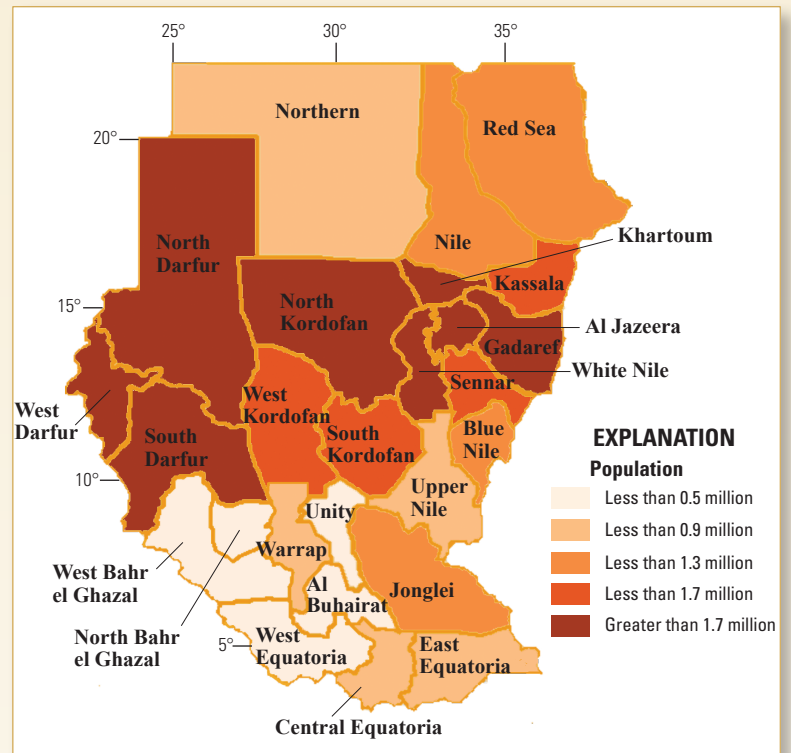 25°
30°
35°
20°
15°
10°
5°
Northern
Red Sea
Nile
Khartoum
Kassala
North
Darfur
North
Kordofan
Al Jazeera
Gadaref
White Nile
Sennar
West
Darfur
West
Kordofan
South
Darfur
South
Kordofan
Blue
Nile
Upper
Nile
Unity
Warrap
West Bahr
el Ghazal
Al
Buhairat
Jonglei
North Bahr
el Ghazal
West
Equatoria
East
Equatoria
Central Equatoria
EXPLANATION
Population
Less than 0.5 million
Less than 0.9 million
Less than 1.3 million
Less than 1.7 million
Greater than 1.7 million